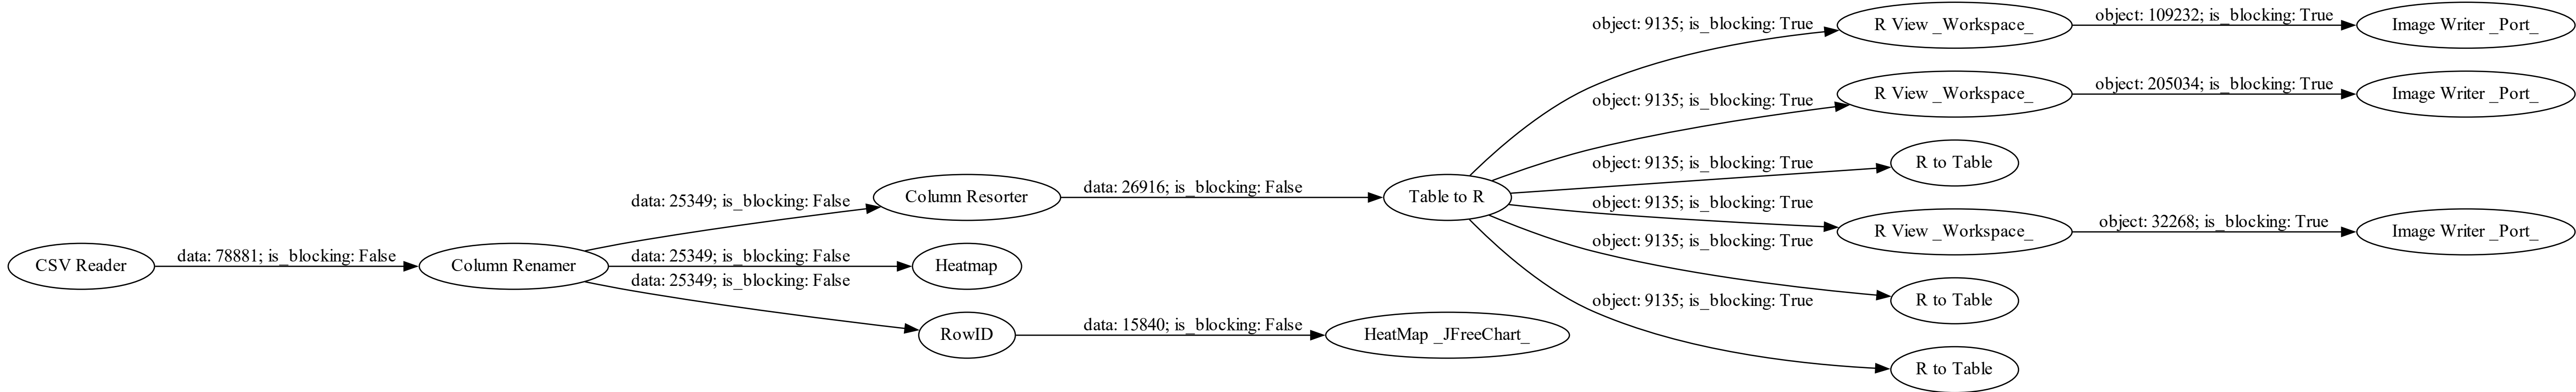 object: 9135; is_blocking: True
R View _Workspace_
object: 109232; is_blocking: True
Image Writer _Port_
object: 9135; is_blocking: True
R View _Workspace_
object: 205034; is_blocking: True
Image Writer _Port_
object: 9135; is_blocking: True
R to Table
data: 25349; is_blocking: False
Column Resorter
data: 26916; is_blocking: False
Table to R
object: 9135; is_blocking: True
R View _Workspace_
object: 32268; is_blocking: True
Image Writer _Port_
CSV Reader
data: 78881; is_blocking: False
Column Renamer
data: 25349; is_blocking: False
Heatmap
object: 9135; is_blocking: True
R to Table
data: 25349; is_blocking: False
RowID
data: 15840; is_blocking: False
HeatMap _JFreeChart_
object: 9135; is_blocking: True
R to Table